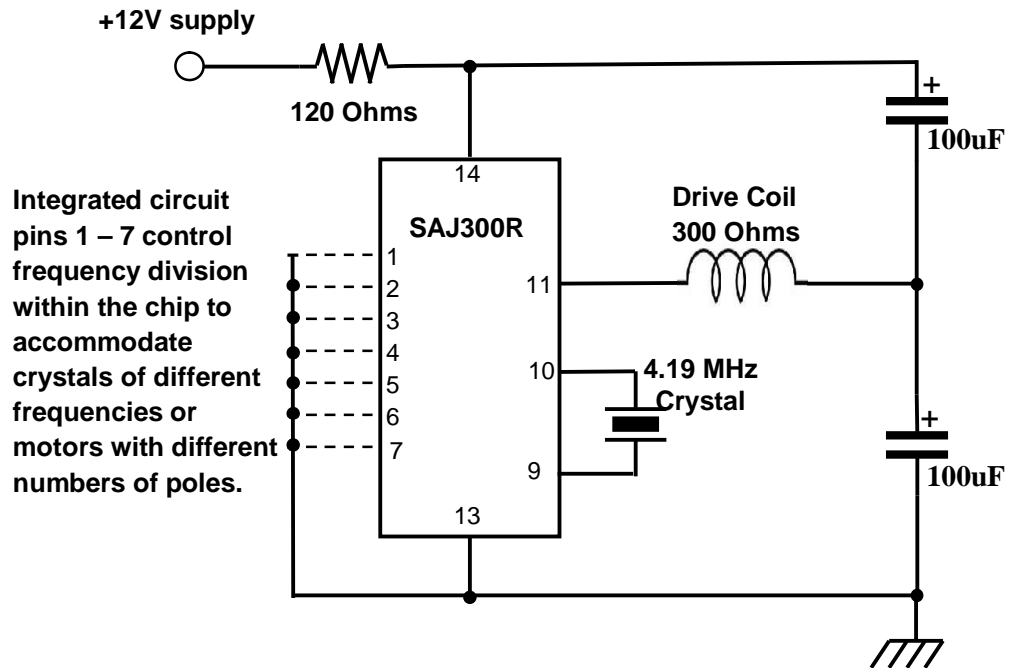 +12V supply
120 Ohms
+
100uF
14
SAJ300R
Drive Coil
300 Ohms
Integrated circuit
pins 1 – 7 control
frequency division
within the chip to
accommodate
crystals of different
frequencies or
motors with different
numbers of poles.
1
2
3
4
5
6
7
11
10
9
13
4.19 MHz
Crystal
+
100uF